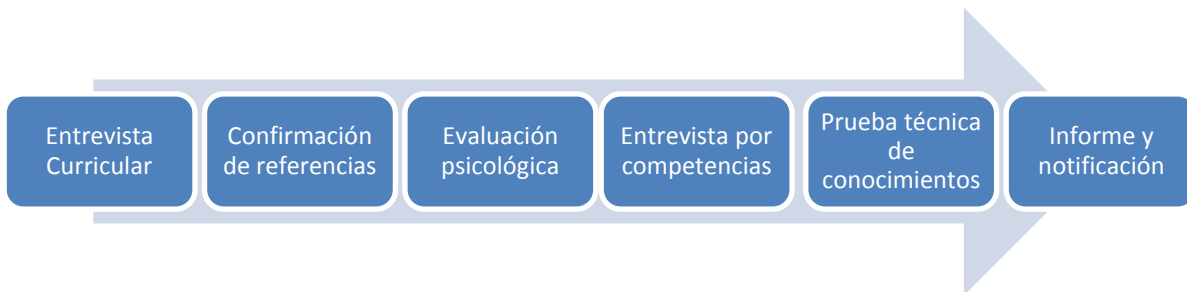 Entrevista
Curricular
Confirmación
de referencias
Evaluación
psicológica
Entrevista por
competencias
Prueba técnica
de
conocimientos
Informe y
notificación